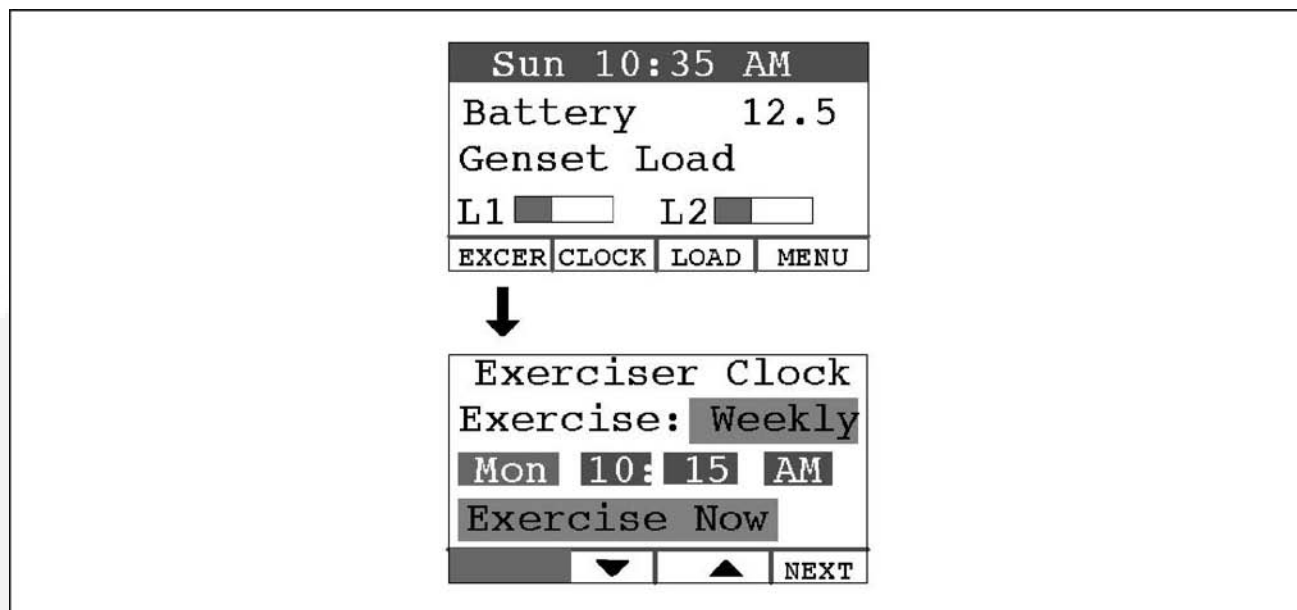 Sun 10:35 AM
Battery 12.5
Genset Load
L1 L2
EXCER CLOCK LOAD MENU
Exerciser Clock
Exercise: Weekly
Mon 10: 15 AM
Exercise Now
NEXT